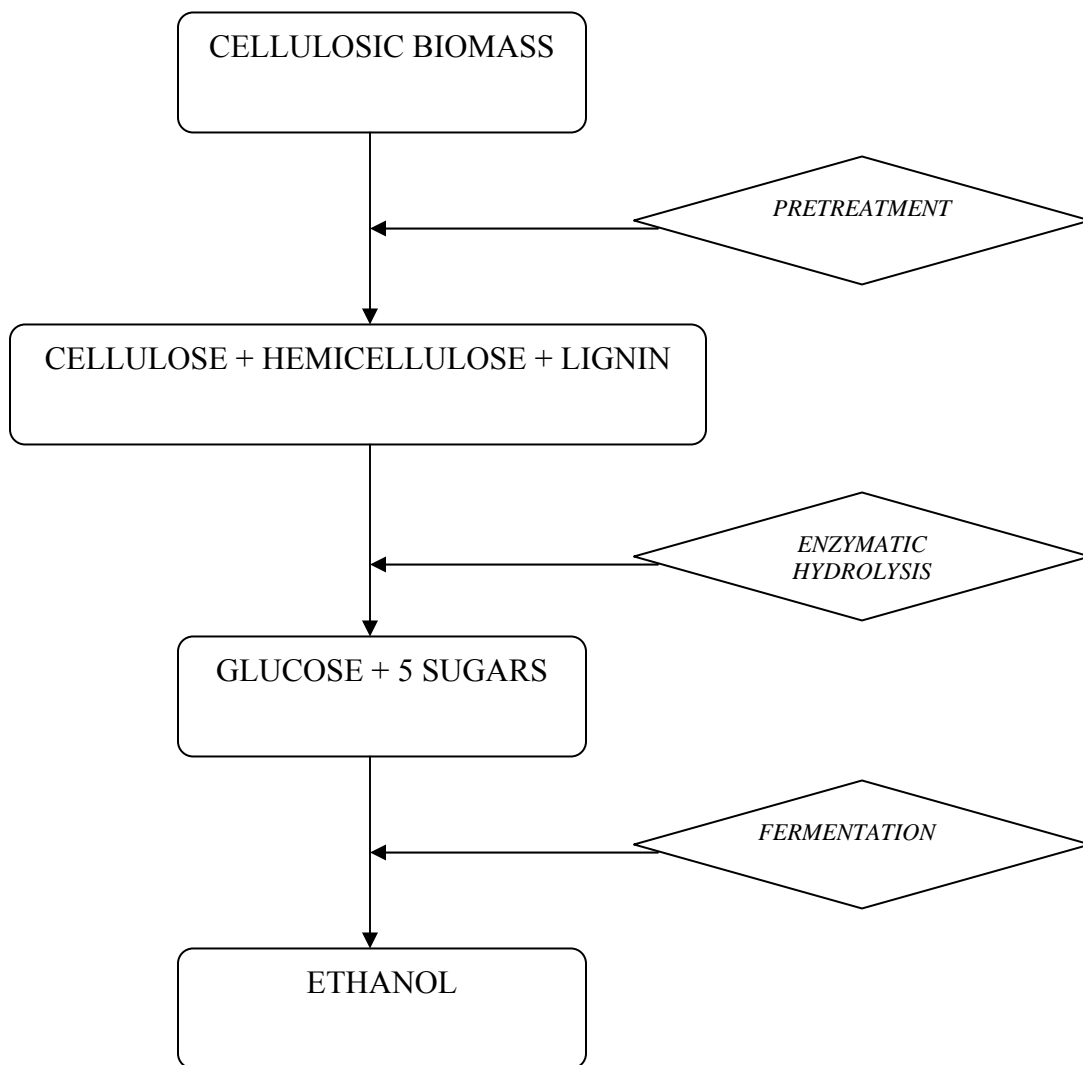 CELLULOSIC BIOMASS
PRETREATMENT
CELLULOSE + HEMICELLULOSE + LIGNIN
ENZYMATIC
HYDROLYSIS
GLUCOSE + 5 SUGARS
FERMENTATION
ETHANOL